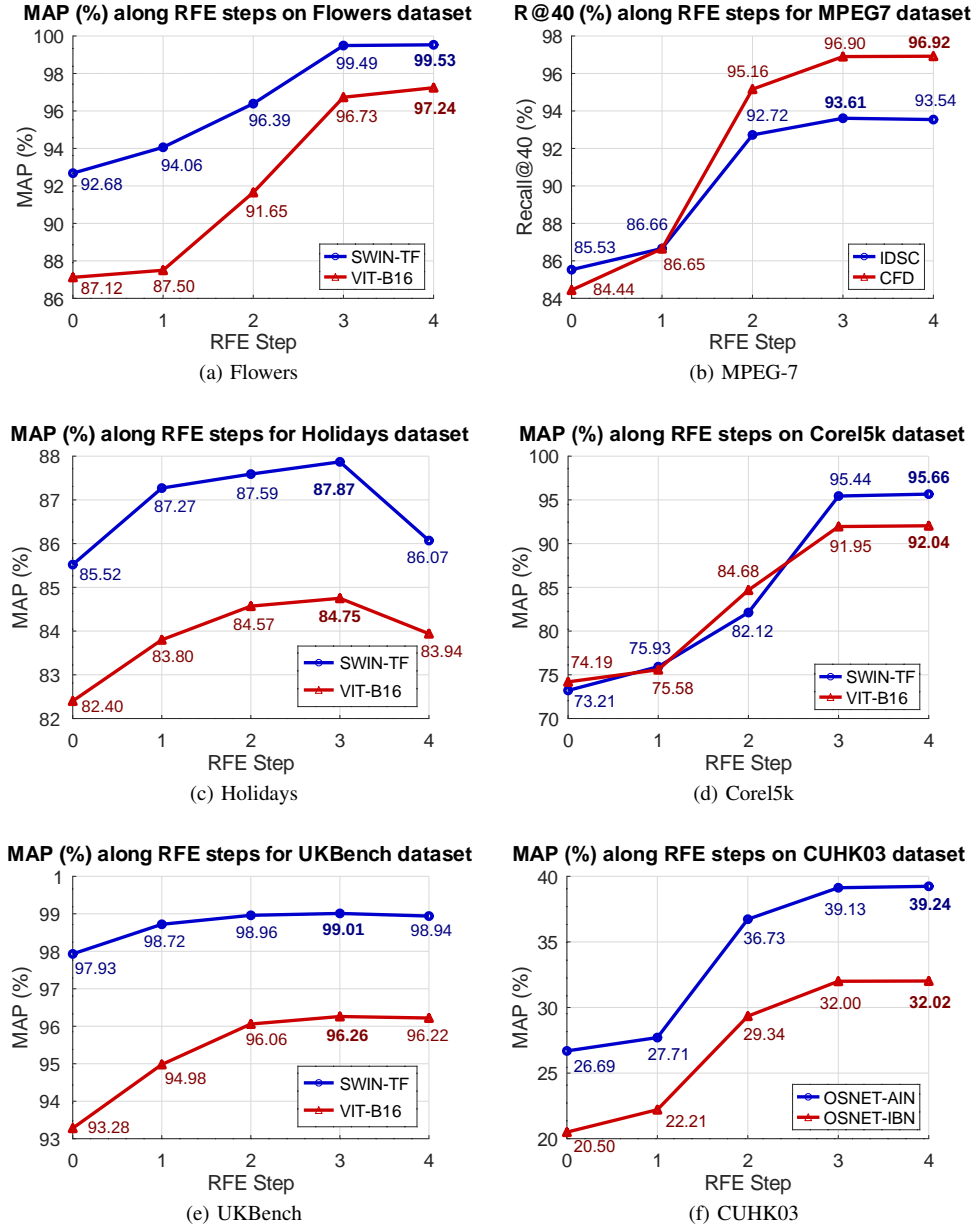 MAP (%) along RFE steps on Flowers dataset
100
98
96
94
92
90
88
86
MAP (%)
92.68
94.06
96.39
99.49
99.53
87.12
87.50
91.65
96.73
97.24
SWIN-TF
VIT-B16
0 1 2 3 4
RFE Step
(a) Flowers
R@40 (%) along RFE steps for MPEG7 dataset
98
96
94
92
90
88
86
84
Recall@40 (%)
85.53
86.66
92.72
93.61
93.54
84.44
86.65
95.16
96.90
96.92
IDSC
CFD
0 1 2 3 4
RFE Step
(b) MPEG-7
MAP (%) along RFE steps for Holidays dataset
88
87
86
85
84
83
82
MAP (%)
85.52
87.27
87.59
87.87
86.07
82.40
83.80
84.57
84.75
83.94
SWIN-TF
VIT-B16
0 1 2 3 4
RFE Step
(c) Holidays
MAP (%) along RFE steps on Corel5k dataset
100
95
90
85
80
75
70
MAP (%)
73.21
75.93
82.12
95.44
95.66
74.19
75.58
84.68
91.95
92.04
SWIN-TF
VIT-B16
0 1 2 3 4
RFE Step
(d) Corel5k
MAP (%) along RFE steps for UKBench dataset
1
99
98
97
96
95
94
93
MAP (%)
97.93
98.72
98.96
99.01
98.94
93.28
94.98
96.06
96.26
96.22
SWIN-TF
VIT-B16
0 1 2 3 4
RFE Step
(e) UKBench
MAP (%) along RFE steps on CUHK03 dataset
40
35
30
25
20
MAP (%)
26.69
27.71
36.73
39.13
39.24
20.50
22.21
29.34
32.00
32.02
OSNET-AIN
OSNET-IBN
0 1 2 3 4
RFE Step
(f) CUHK03